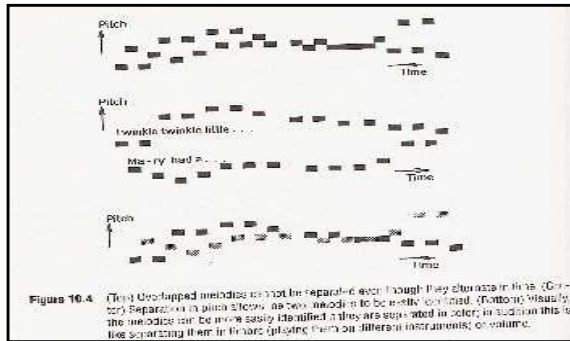 Pitch
Time
Pitch
Twinkle twinkle little . . .
Ma-ry had a . . .
Time
Pitch
Time
Figure 10.4 (Top) Overlapped melodies cannot be separated even though they alternate in time. (Cen-
ter) Separation in pitch allows the two melodies to be easily identified. (Bottom) Visually,
the melodies can be more easily identified if they are separated in color; in addition this is
like separating them in timbre (playing them on different instruments) or volume.